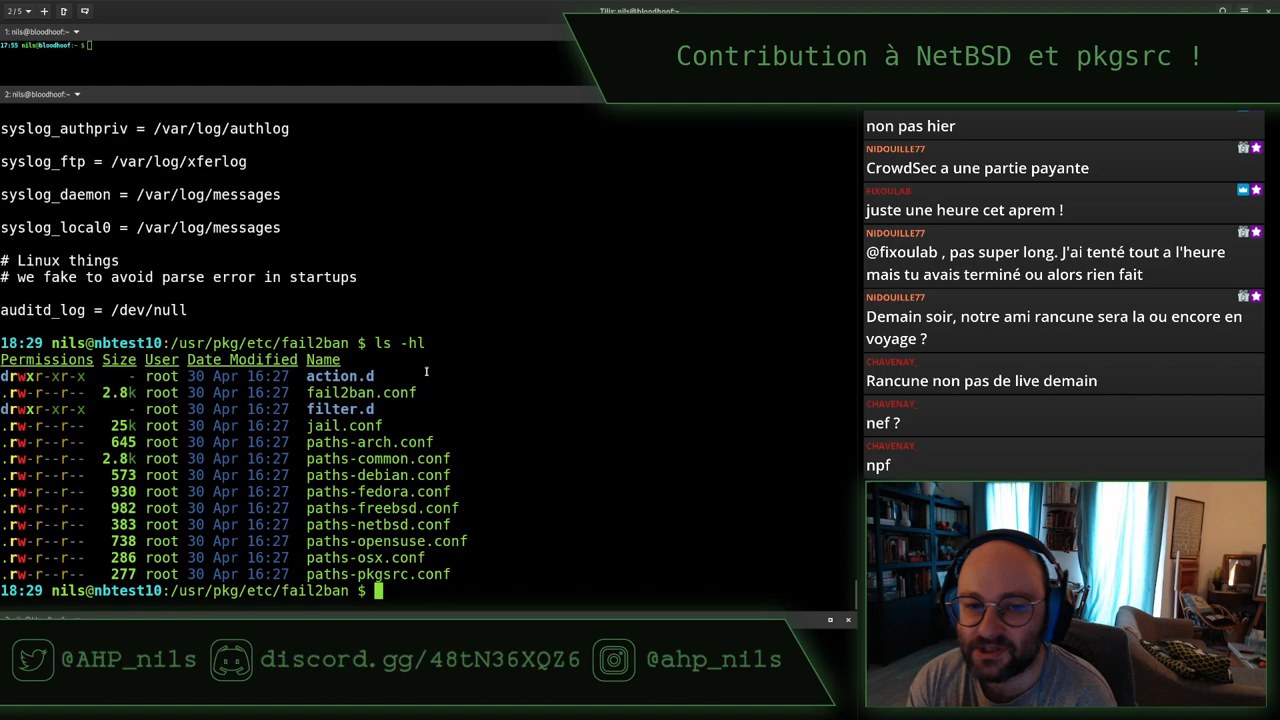 2/5
Tilix: nils@bloodhoof:~
1: nils@bloodhoof:~
17:55 nils@bloodhoof:~ $
2: nils@bloodhoof:~
Contribution à NetBSD et pkgsrc !
syslog_authpriv = /var/log/authlog
syslog_ftp = /var/log/xferlog
syslog_daemon = /var/log/messages
syslog_local0 = /var/log/messages
# Linux things
# we fake to avoid parse error in startups
auditd_log = /dev/null
18:29 nils@nbtest10:/usr/pkg/etc/fail2ban $ ls -hl
Permissions Size User Date Modified Name
drwxr-xr-x - root 30 Apr 16:27 action.d
.rw-r--r-- 2.8k root 30 Apr 16:27 fail2ban.conf
drwxr-xr-x - root 30 Apr 16:27 filter.d
.rw-r--r-- 25k root 30 Apr 16:27 jail.conf
.rw-r--r-- 645 root 30 Apr 16:27 paths-arch.conf
.rw-r--r-- 2.8k root 30 Apr 16:27 paths-common.conf
.rw-r--r-- 573 root 30 Apr 16:27 paths-debian.conf
.rw-r--r-- 930 root 30 Apr 16:27 paths-fedora.conf
.rw-r--r-- 982 root 30 Apr 16:27 paths-freebsd.conf
.rw-r--r-- 383 root 30 Apr 16:27 paths-netbsd.conf
.rw-r--r-- 738 root 30 Apr 16:27 paths-opensuse.conf
.rw-r--r-- 286 root 30 Apr 16:27 paths-osx.conf
.rw-r--r-- 277 root 30 Apr 16:27 paths-pkgsrc.conf
18:29 nils@nbtest10:/usr/pkg/etc/fail2ban $
non pas hier
NIDOUILLE77
CrowdSec a une partie payante
FIXOULAB
juste une heure cet aprem !
NIDOUILLE77
@fixoulab , pas super long. J'ai tenté tout a l'heure
mais tu avais terminé ou alors rien fait
NIDOUILLE77
Demain soir, notre ami rancune sera la ou encore en
voyage ?
CHAVENAY_
Rancune non pas de live demain
CHAVENAY_
nef ?
CHAVENAY_
npf
@AHP_nils
discord.gg/48tN36XQZ6
@ahp_nils